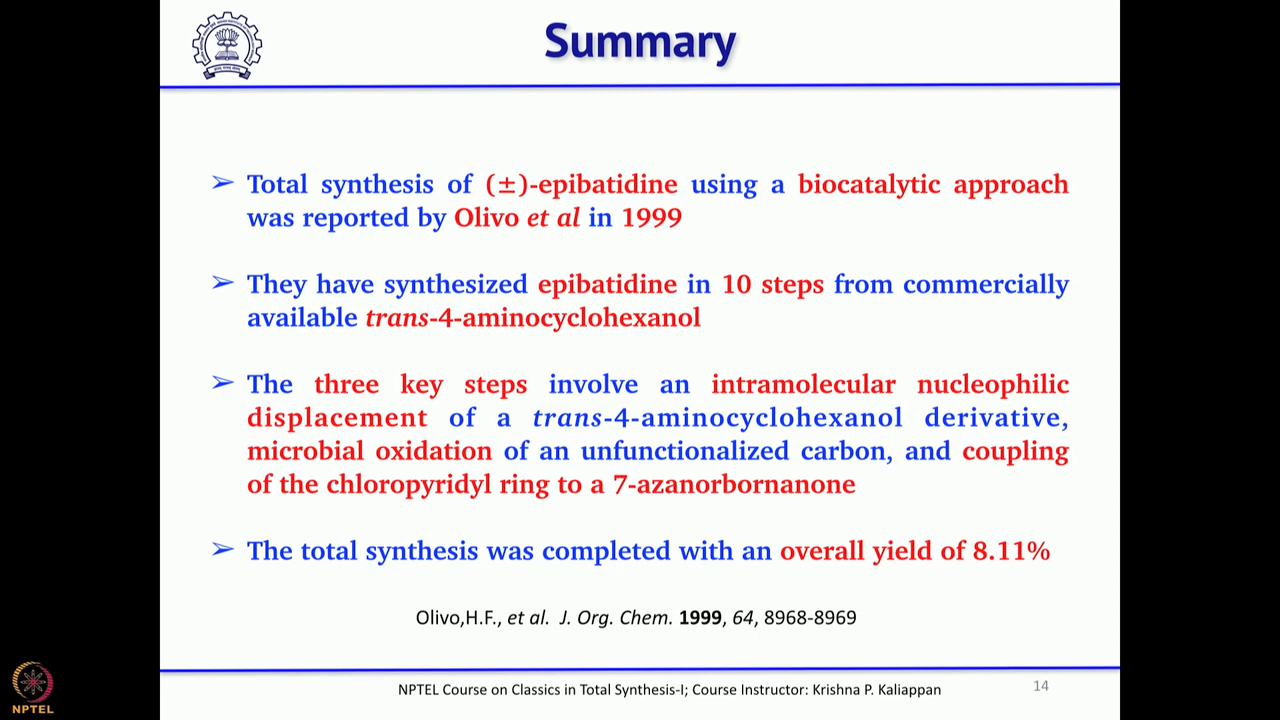 Summary
➢ Total synthesis of (±)-epibatidine using a biocatalytic approach
was reported by Olivo et al in 1999
➢ They have synthesized epibatidine in 10 steps from commercially
available trans-4-aminocyclohexanol
➢ The three key steps involve an intramolecular nucleophilic
displacement of a trans-4-aminocyclohexanol derivative,
microbial oxidation of an unfunctionalized carbon, and coupling
of the chloropyridyl ring to a 7-azanorbornanone
➢ The total synthesis was completed with an overall yield of 8.11%
Olivo,H.F., et al. J. Org. Chem. 1999, 64, 8968-8969
NPTEL Course on Classics in Total Synthesis-I; Course Instructor: Krishna P. Kaliappan
14
NPTEL